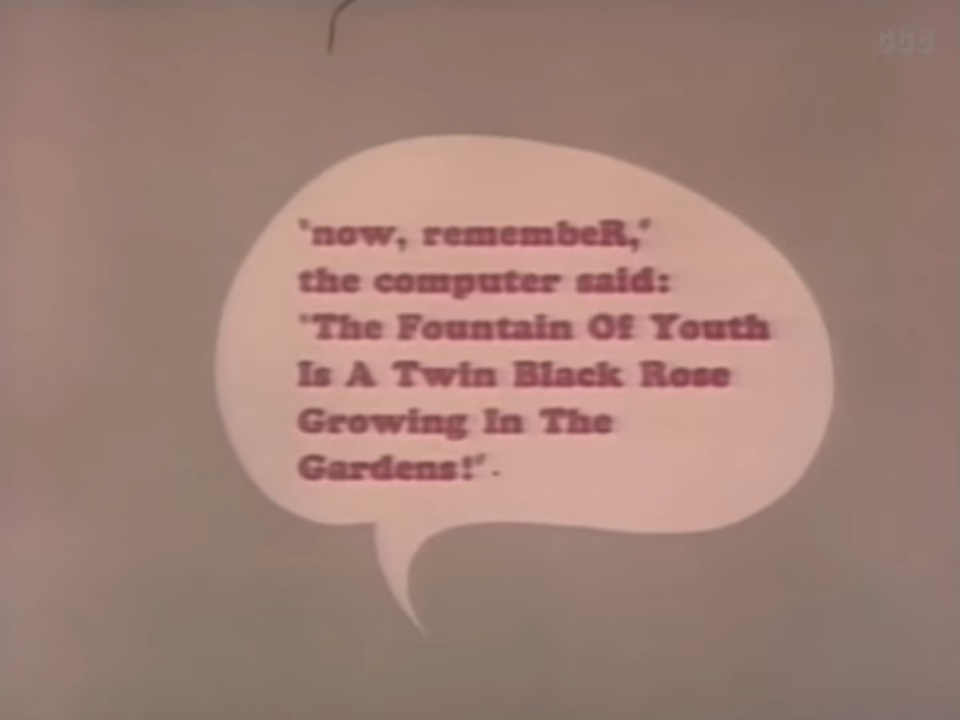 'now, remembeR,'
the computer said:
'The Fountain Of Youth
Is A Twin Black Rose
Growing In The
Gardens!'.